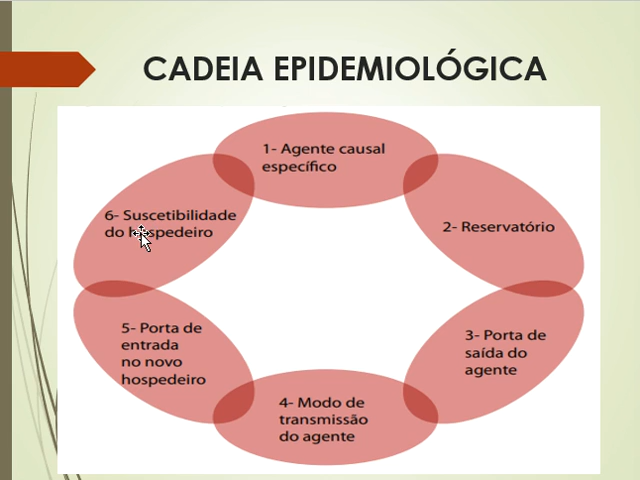 CADEIA EPIDEMIOLÓGICA
1- Agente causal
específico
2- Reservatório
3- Porta de
saída do
agente
4- Modo de
transmissão
do agente
5- Porta de
entrada
no novo
hospedeiro
6- Suscetibilidade
do hospedeiro